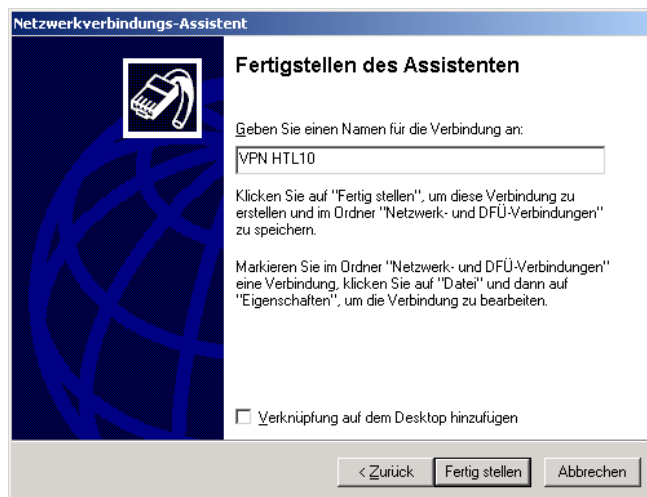 Netzwerkverbindungs-Assistent
Fertigstellen des Assistenten
Geben Sie einen Namen für die Verbindung an:
VPN HTL10
Klicken Sie auf "Fertig stellen", um diese Verbindung zu
erstellen und im Ordner "Netzwerk- und DFÜ-Verbindungen"
zu speichern.
Markieren Sie im Ordner "Netzwerk- und DFÜ-Verbindungen"
eine Verbindung, klicken Sie auf "Datei" und dann auf
"Eigenschaften", um die Verbindung zu bearbeiten.
Verknüpfung auf dem Desktop hinzufügen
< Zurück Fertig stellen Abbrechen